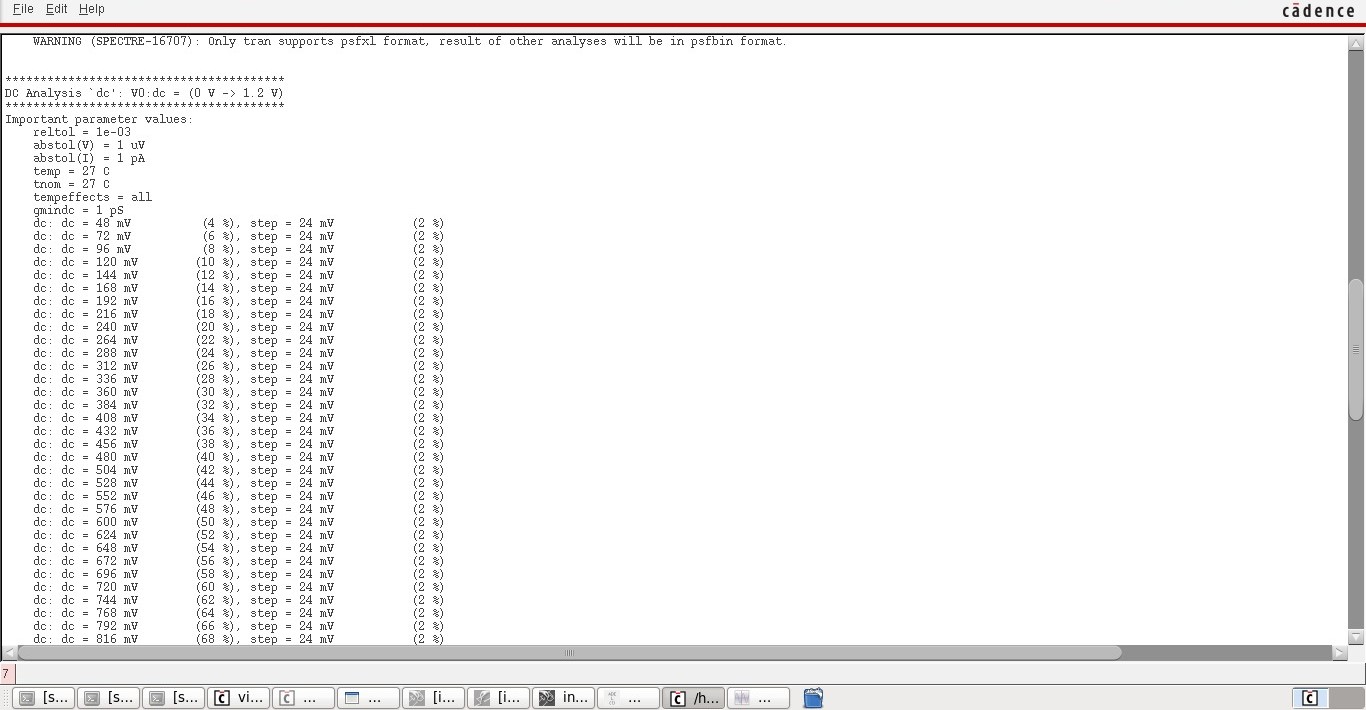 File Edit Help
cādence
WARNING (SPECTRE-16707): Only tran supports psfxl format, result of other analyses will be in psfbin format.
****************************************
DC Analysis `dc': V0:dc = (0 V -> 1.2 V)
****************************************
Important parameter values:
reltol = 1e-03
abstol(V) = 1 uV
abstol(I) = 1 pA
temp = 27 C
tnom = 27 C
tempeffects = all
gmindc = 1 pS
dc: dc = 48 mV (4 %), step = 24 mV (2 %)
dc: dc = 72 mV (6 %), step = 24 mV (2 %)
dc: dc = 96 mV (8 %), step = 24 mV (2 %)
dc: dc = 120 mV (10 %), step = 24 mV (2 %)
dc: dc = 144 mV (12 %), step = 24 mV (2 %)
dc: dc = 168 mV (14 %), step = 24 mV (2 %)
dc: dc = 192 mV (16 %), step = 24 mV (2 %)
dc: dc = 216 mV (18 %), step = 24 mV (2 %)
dc: dc = 240 mV (20 %), step = 24 mV (2 %)
dc: dc = 264 mV (22 %), step = 24 mV (2 %)
dc: dc = 288 mV (24 %), step = 24 mV (2 %)
dc: dc = 312 mV (26 %), step = 24 mV (2 %)
dc: dc = 336 mV (28 %), step = 24 mV (2 %)
dc: dc = 360 mV (30 %), step = 24 mV (2 %)
dc: dc = 384 mV (32 %), step = 24 mV (2 %)
dc: dc = 408 mV (34 %), step = 24 mV (2 %)
dc: dc = 432 mV (36 %), step = 24 mV (2 %)
dc: dc = 456 mV (38 %), step = 24 mV (2 %)
dc: dc = 480 mV (40 %), step = 24 mV (2 %)
dc: dc = 504 mV (42 %), step = 24 mV (2 %)
dc: dc = 528 mV (44 %), step = 24 mV (2 %)
dc: dc = 552 mV (46 %), step = 24 mV (2 %)
dc: dc = 576 mV (48 %), step = 24 mV (2 %)
dc: dc = 600 mV (50 %), step = 24 mV (2 %)
dc: dc = 624 mV (52 %), step = 24 mV (2 %)
dc: dc = 648 mV (54 %), step = 24 mV (2 %)
dc: dc = 672 mV (56 %), step = 24 mV (2 %)
dc: dc = 696 mV (58 %), step = 24 mV (2 %)
dc: dc = 720 mV (60 %), step = 24 mV (2 %)
dc: dc = 744 mV (62 %), step = 24 mV (2 %)
dc: dc = 768 mV (64 %), step = 24 mV (2 %)
dc: dc = 792 mV (66 %), step = 24 mV (2 %)
dc: dc = 816 mV (68 %), step = 24 mV (2 %)
7
[s... [s... [s... vi... ... ... [i... [i... in... ... /h... ...